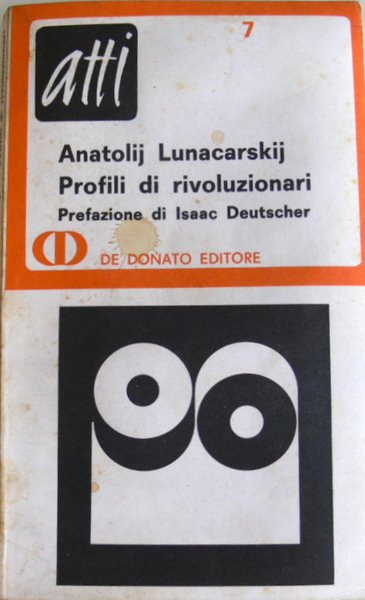 7
atti
Anatolij Lunacarskij
Profili di rivoluzionari
Prefazione di Isaac Deutscher
DE DONATO EDITORE